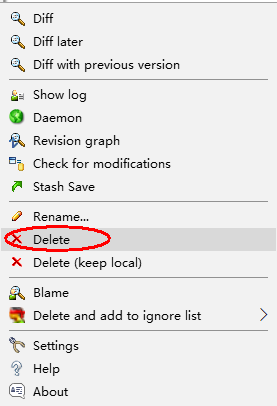 Diff
Diff later
Diff with previous version
Show log
Daemon
Revision graph
Check for modifications
Stash Save
Rename...
Delete
Delete (keep local)
Blame
Delete and add to ignore list
Settings
Help
About